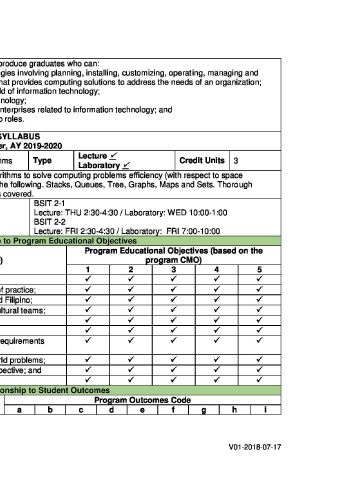 produce graduates who can:
gies involving planning, installing, customizing, operating, managing and
hat provides computing solutions to address the needs of an organization;
ld of information technology;
nology;
enterprises related to information technology; and
o roles.
SYLLABUS
er, AY 2019-2020
hms Type Lecture ✓ Laboratory ✓ Credit Units 3
rithms to solve computing problems efficiency (with respect to space
he following. Stacks, Queues, Tree, Graphs, Maps and Sets. Thorough
s covered.
BSIT 2-1
Lecture: THU 2:30-4:30 / Laboratory: WED 10:00-1:00
BSIT 2-2
Lecture: FRI 2:30-4:30 / Laboratory: FRI 7:00-10:00
e to Program Educational Objectives
) Program Educational Objectives (based on the
program CMO)
1 2 3 4 5
✓ ✓ ✓ ✓ ✓
f practice; ✓ ✓ ✓ ✓ ✓
d Filipino; ✓ ✓ ✓ ✓ ✓
ultural teams; ✓ ✓ ✓ ✓ ✓
✓ ✓ ✓ ✓ ✓
✓ ✓ ✓ ✓ ✓
equirements ✓ ✓ ✓ ✓ ✓
rld problems; ✓ ✓ ✓ ✓ ✓
pective; and ✓ ✓ ✓ ✓ ✓
✓ ✓ ✓ ✓ ✓
ionship to Student Outcomes
Program Outcomes Code
a b c d e f g h i
V01-2018-07-17